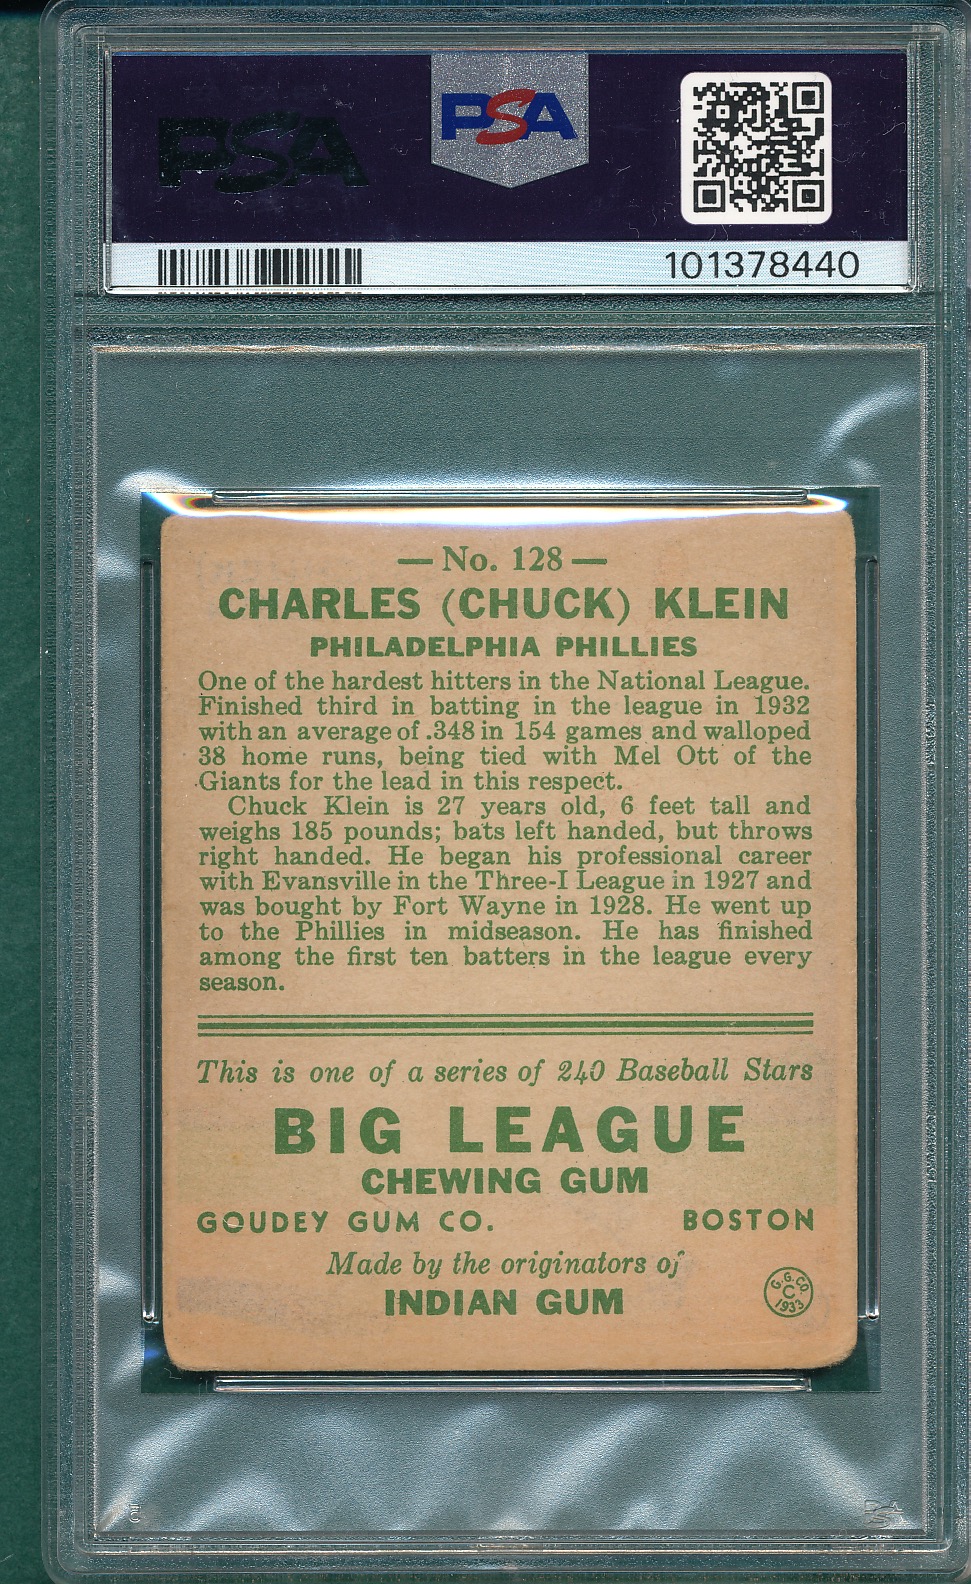 PSA
PSA
101378440
— No. 128 —
CHARLES (CHUCK) KLEIN
PHILADELPHIA PHILLIES
One of the hardest hitters in the National League.
Finished third in batting in the league in 1932
with an average of .348 in 154 games and walloped
38 home runs, being tied with Mel Ott of the
Giants for the lead in this respect.
Chuck Klein is 27 years old, 6 feet tall and
weighs 185 pounds; bats left handed, but throws
right handed. He began his professional career
with Evansville in the Three-I League in 1927 and
was bought by Fort Wayne in 1928. He went up
to the Phillies in midseason. He has finished
among the first ten batters in the league every
season.
This is one of a series of 240 Baseball Stars
BIG LEAGUE
CHEWING GUM
GOUDEY GUM CO. BOSTON
Made by the originators of
INDIAN GUM
G.G.CO.
C
1933
PSA